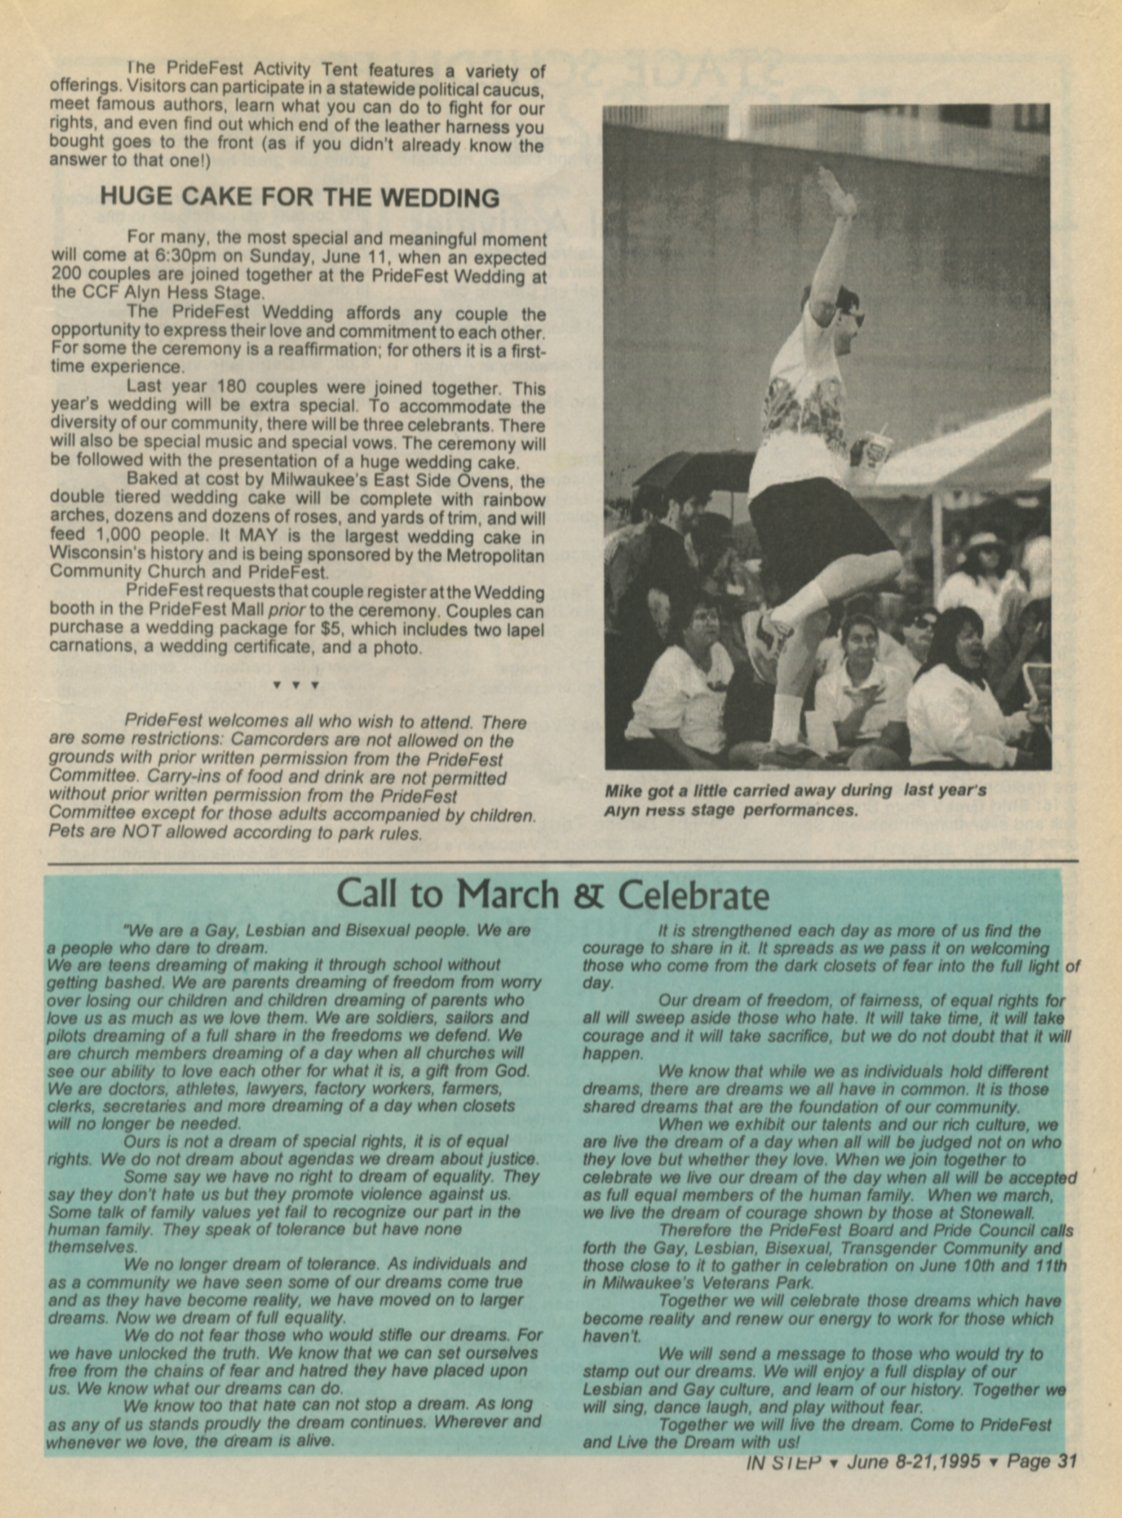 The PrideFest Activity Tent features a variety of
offerings. Visitors can participate in a statewide political caucus,
meet famous authors, learn what you can do to fight for our
rights, and even find out which end of the leather harness you
bought goes to the front (as if you didn't already know the
answer to that one!)
HUGE CAKE FOR THE WEDDING
For many, the most special and meaningful moment
will come at 6:30pm on Sunday, June 11, when an expected
200 couples are joined together at the PrideFest Wedding at
the CCF Alyn Hess Stage.
The PrideFest Wedding affords any couple the
opportunity to express their love and commitment to each other.
For some the ceremony is a reaffirmation; for others it is a first-
time experience.
Last year 180 couples were joined together. This
year's wedding will be extra special. To accommodate the
diversity of our community, there will be three celebrants. There
will also be special music and special vows. The ceremony will
be followed with the presentation of a huge wedding cake.
Baked at cost by Milwaukee's East Side Ovens, the
double tiered wedding cake will be complete with rainbow
arches, dozens and dozens of roses, and yards of trim, and will
feed 1,000 people. It MAY is the largest wedding cake in
Wisconsin's history and is being sponsored by the Metropolitan
Community Church and PrideFest.
PrideFest requests that couple register at the Wedding
booth in the PrideFest Mall prior to the ceremony. Couples can
purchase a wedding package for $5, which includes two lapel
carnations, a wedding certificate, and a photo.
▼ ▼ ▼
PrideFest welcomes all who wish to attend. There
are some restrictions: Camcorders are not allowed on the
grounds with prior written permission from the PrideFest
Committee. Carry-ins of food and drink are not permitted
without prior written permission from the PrideFest
Committee except for those adults accompanied by children.
Pets are NOT allowed according to park rules.
Mike got a little carried away during last year's
Alyn Hess stage performances.
Call to March & Celebrate
"We are a Gay, Lesbian and Bisexual people. We are
a people who dare to dream.
We are teens dreaming of making it through school without
getting bashed. We are parents dreaming of freedom from worry
over losing our children and children dreaming of parents who
love us as much as we love them. We are soldiers, sailors and
pilots dreaming of a full share in the freedoms we defend. We
are church members dreaming of a day when all churches will
see our ability to love each other for what it is, a gift from God.
We are doctors, athletes, lawyers, factory workers, farmers,
clerks, secretaries and more dreaming of a day when closets
will no longer be needed.
Ours is not a dream of special rights, it is of equal
rights. We do not dream about agendas we dream about justice.
Some say we have no right to dream of equality. They
say they don't hate us but they promote violence against us.
Some talk of family values yet fail to recognize our part in the
human family. They speak of tolerance but have none
themselves.
We no longer dream of tolerance. As individuals and
as a community we have seen some of our dreams come true
and as they have become reality, we have moved on to larger
dreams. Now we dream of full equality.
We do not fear those who would stifle our dreams. For
we have unlocked the truth. We know that we can set ourselves
free from the chains of fear and hatred they have placed upon
us. We know what our dreams can do.
We know too that hate can not stop a dream. As long
as any of us stands proudly the dream continues. Wherever and
whenever we love, the dream is alive.
It is strengthened each day as more of us find the
courage to share in it. It spreads as we pass it on welcoming
those who come from the dark closets of fear into the full light of
day.
Our dream of freedom, of fairness, of equal rights for
all will sweep aside those who hate. It will take time, it will take
courage and it will take sacrifice, but we do not doubt that it will
happen.
We know that while we as individuals hold different
dreams, there are dreams we all have in common. It is those
shared dreams that are the foundation of our community.
When we exhibit our talents and our rich culture, we
are live the dream of a day when all will be judged not on who
they love but whether they love. When we join together to
celebrate we live our dream of the day when all will be accepted
as full equal members of the human family. When we march,
we live the dream of courage shown by those at Stonewall.
Therefore the PrideFest Board and Pride Council calls
forth the Gay, Lesbian, Bisexual, Transgender Community and
those close to it to gather in celebration on June 10th and 11th
in Milwaukee's Veterans Park.
Together we will celebrate those dreams which have
become reality and renew our energy to work for those which
haven't.
We will send a message to those who would try to
stamp out our dreams. We will enjoy a full display of our
Lesbian and Gay culture, and learn of our history. Together we
will sing, dance laugh, and play without fear.
Together we will live the dream. Come to PrideFest
and Live the Dream with us!
IN STEP ▼ June 8-21,1995 ▼ Page 31